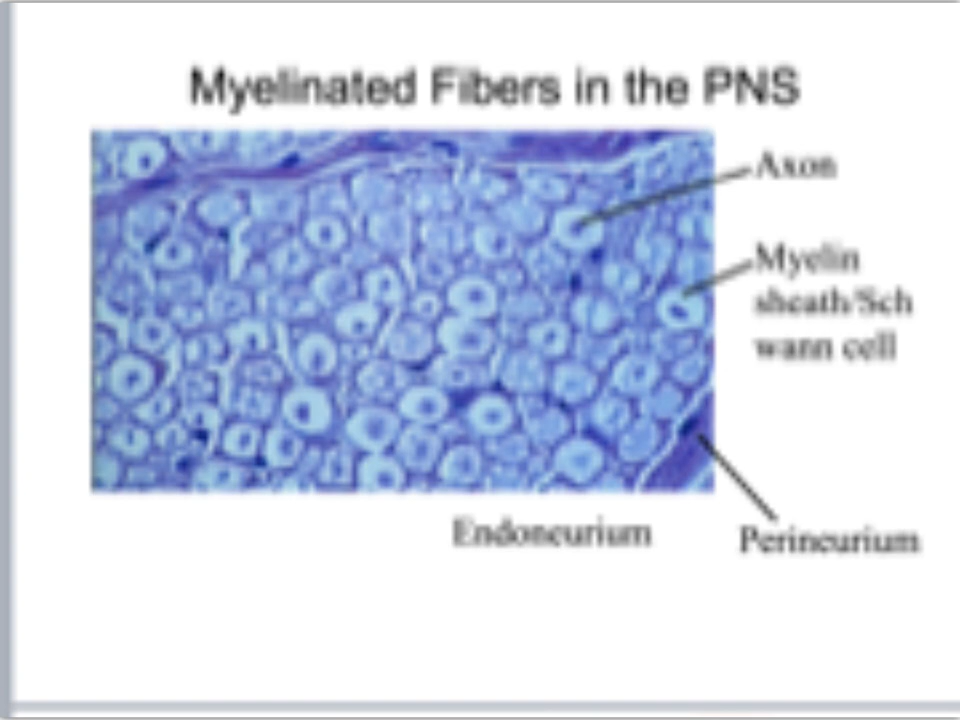 Myelinated Fibers in the PNS
Axon
Myelin
sheath/Sch
wann cell
Endoneurium
Perineurium